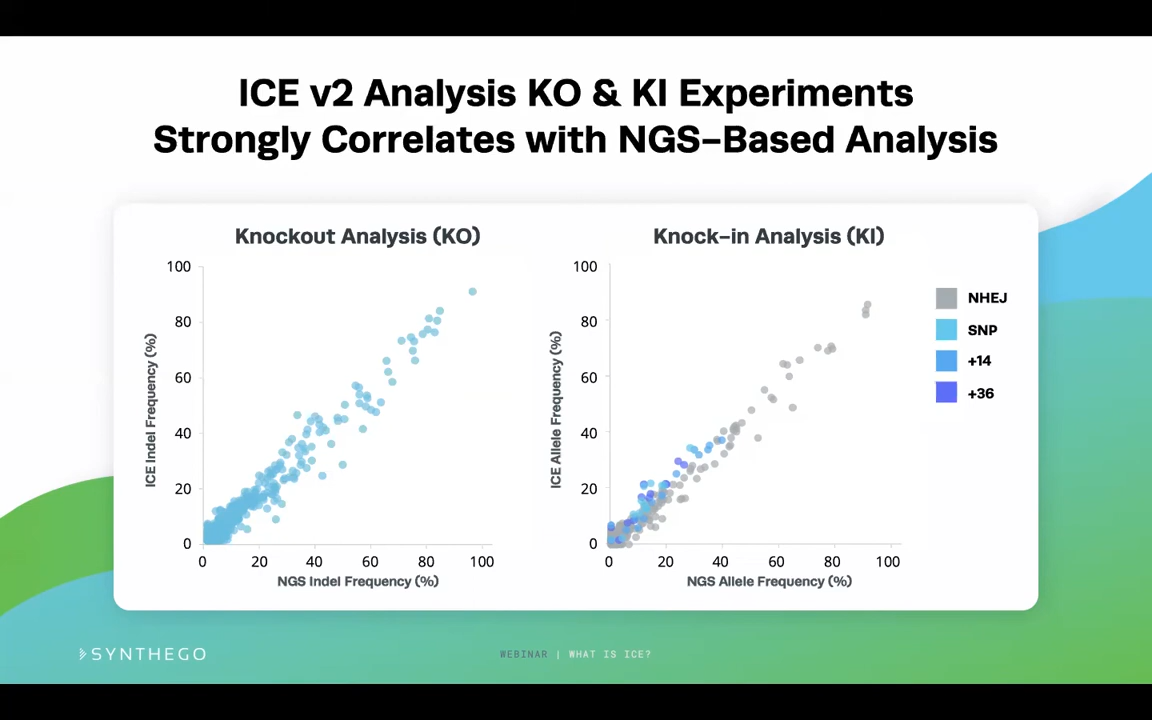 ICE v2 Analysis KO & KI Experiments
Strongly Correlates with NGS-Based Analysis
Knockout Analysis (KO)
100
80
60
40
20
0
ICE Indel Frequency (%)
0 20 40 60 80 100
NGS Indel Frequency (%)
Knock-in Analysis (KI)
100
80
60
40
20
0
ICE Allele Frequency (%)
0 20 40 60 80 100
NGS Allele Frequency (%)
NHEJ
SNP
+14
+36
SYNTHEGO
WEBINAR | WHAT IS ICE?